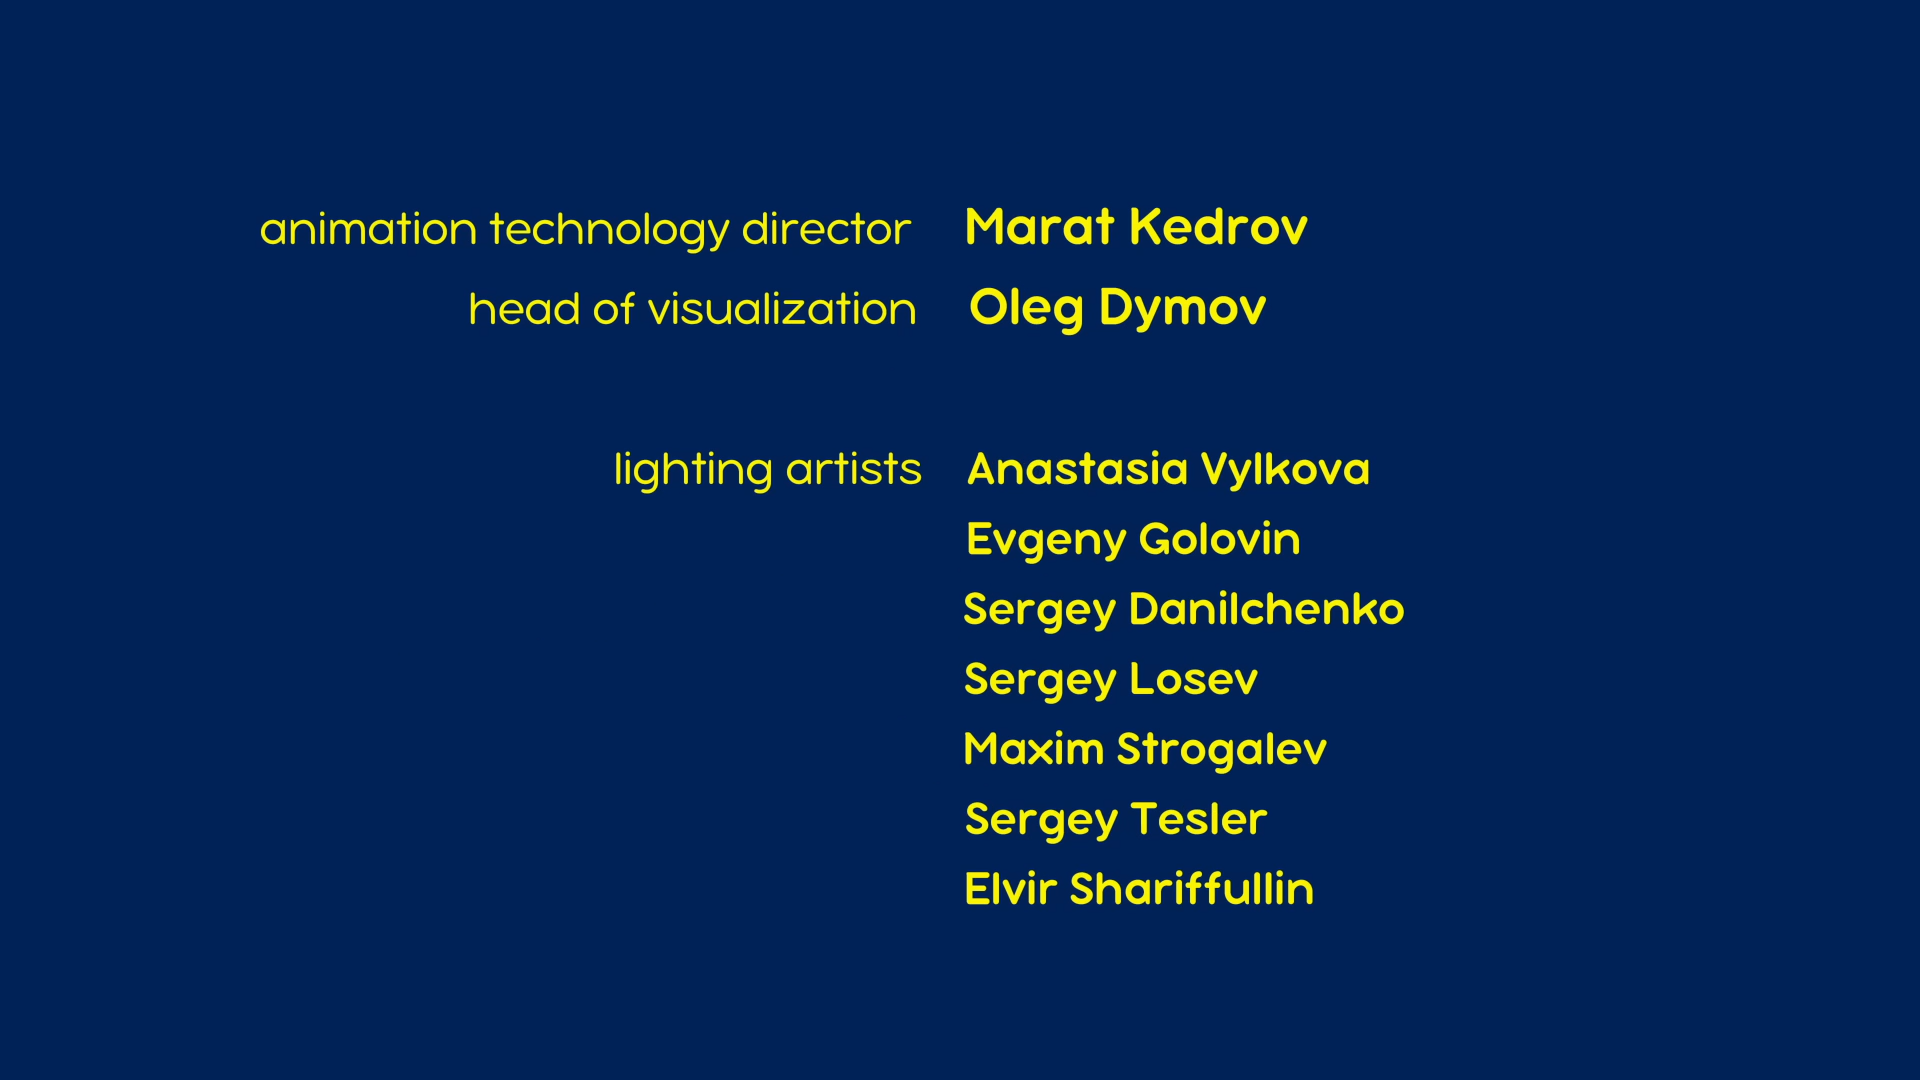 animation technology director Marat Kedrov
head of visualization Oleg Dymov
lighting artists Anastasia Vylkova
Evgeny Golovin
Sergey Danilchenko
Sergey Losev
Maxim Strogalev
Sergey Tesler
Elvir Shariffullin